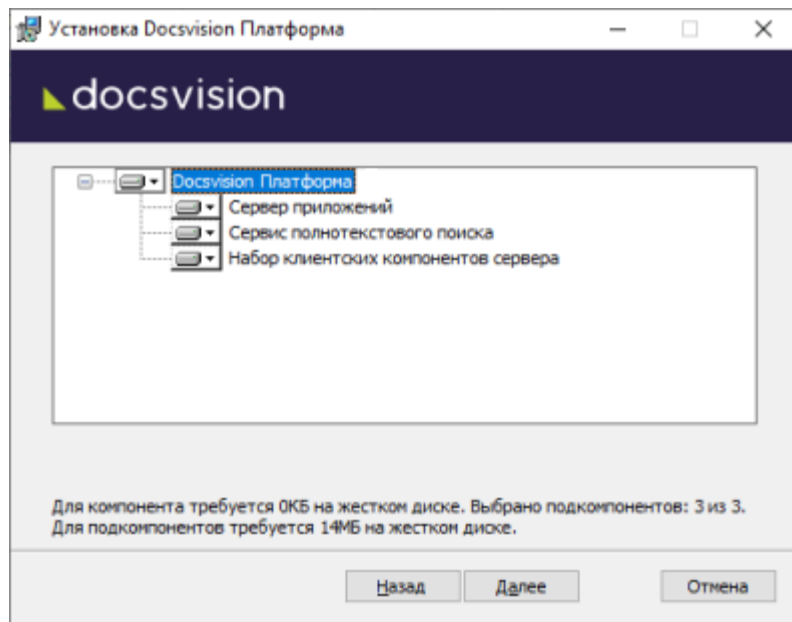 Установка Docsvision Платформа
docsvision
Docsvision Платформа
Сервер приложений
Сервис полнотекстового поиска
Набор клиентских компонентов сервера
Для компонента требуется 0КБ на жестком диске. Выбрано подкомпонентов: 3 из 3.
Для подкомпонентов требуется 14МБ на жестком диске.
Назад Далее Отмена